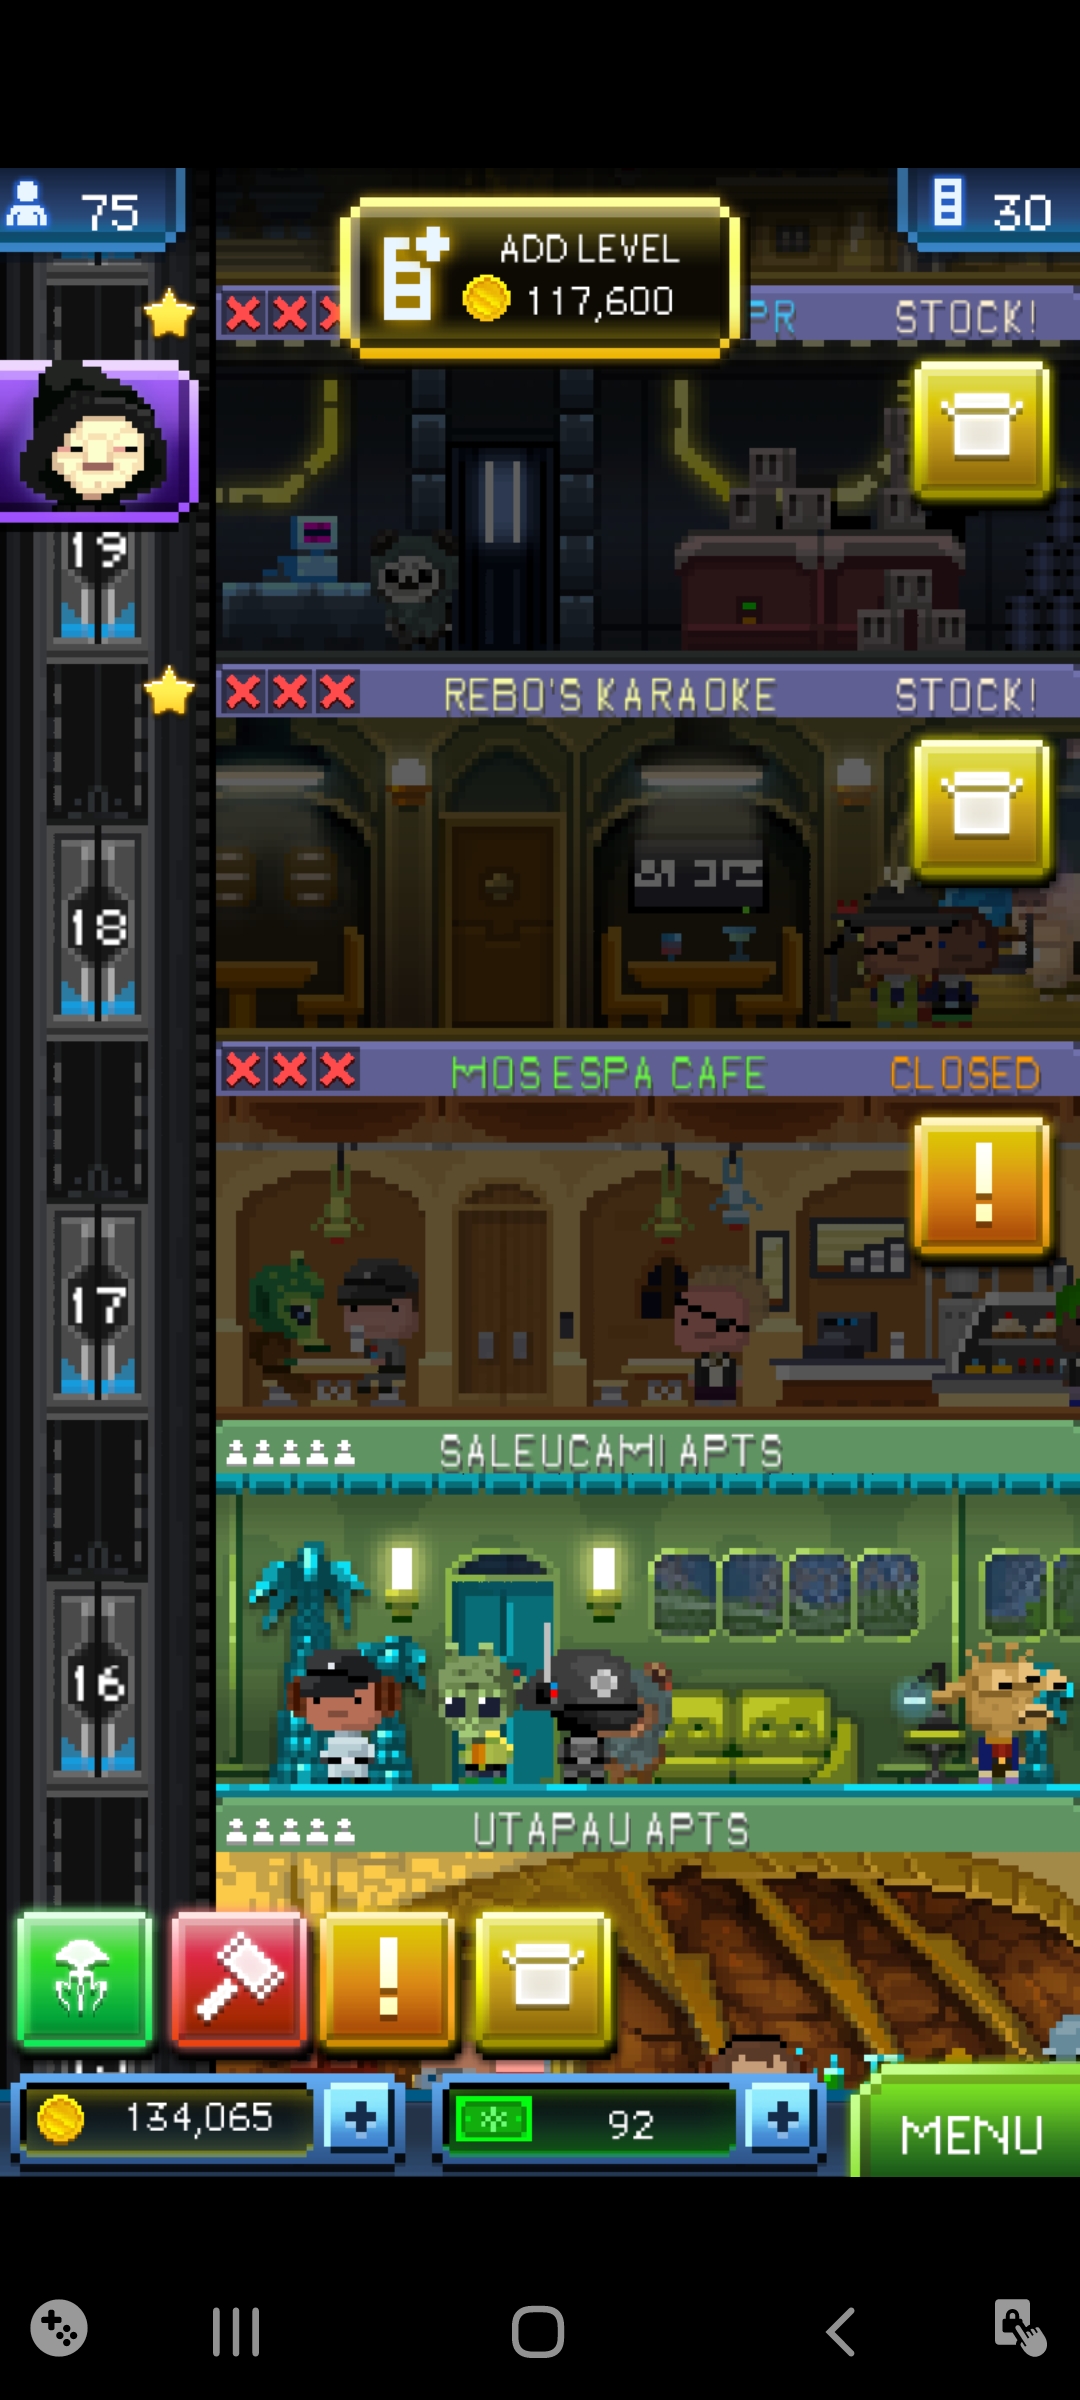 75
ADD LEVEL
117,600
30
PR
STOCK!
19
REBO'S KARAOKE
STOCK!
18
MOS ESPA CAFE
CLOSED
17
SALEUCAMI APTS
16
UTAPAU APTS
134,065
92
MENU